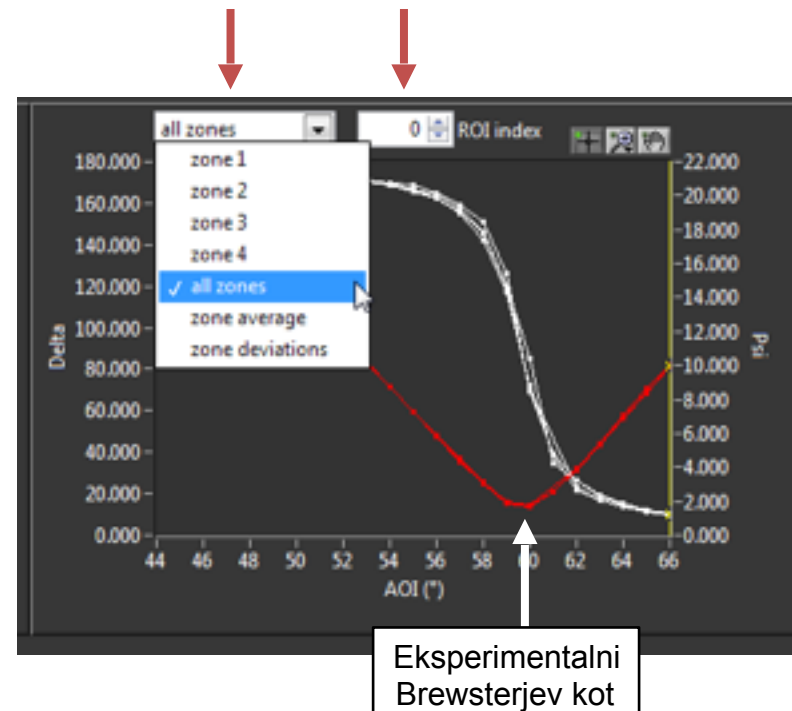 all zones
0 ROI index
zone 1
zone 2
zone 3
zone 4
✓ all zones
zone average
zone deviations
Delta
180.000
160.000
140.000
120.000
100.000
80.000
60.000
40.000
20.000
0.000
22.000
20.000
18.000
16.000
14.000
12.000
10.000
8.000
6.000
4.000
2.000
0.000
Psi
44 46 48 50 52 54 56 58 60 62 64 66
AOI (°)
Eksperimentalni
Brewsterjev kot